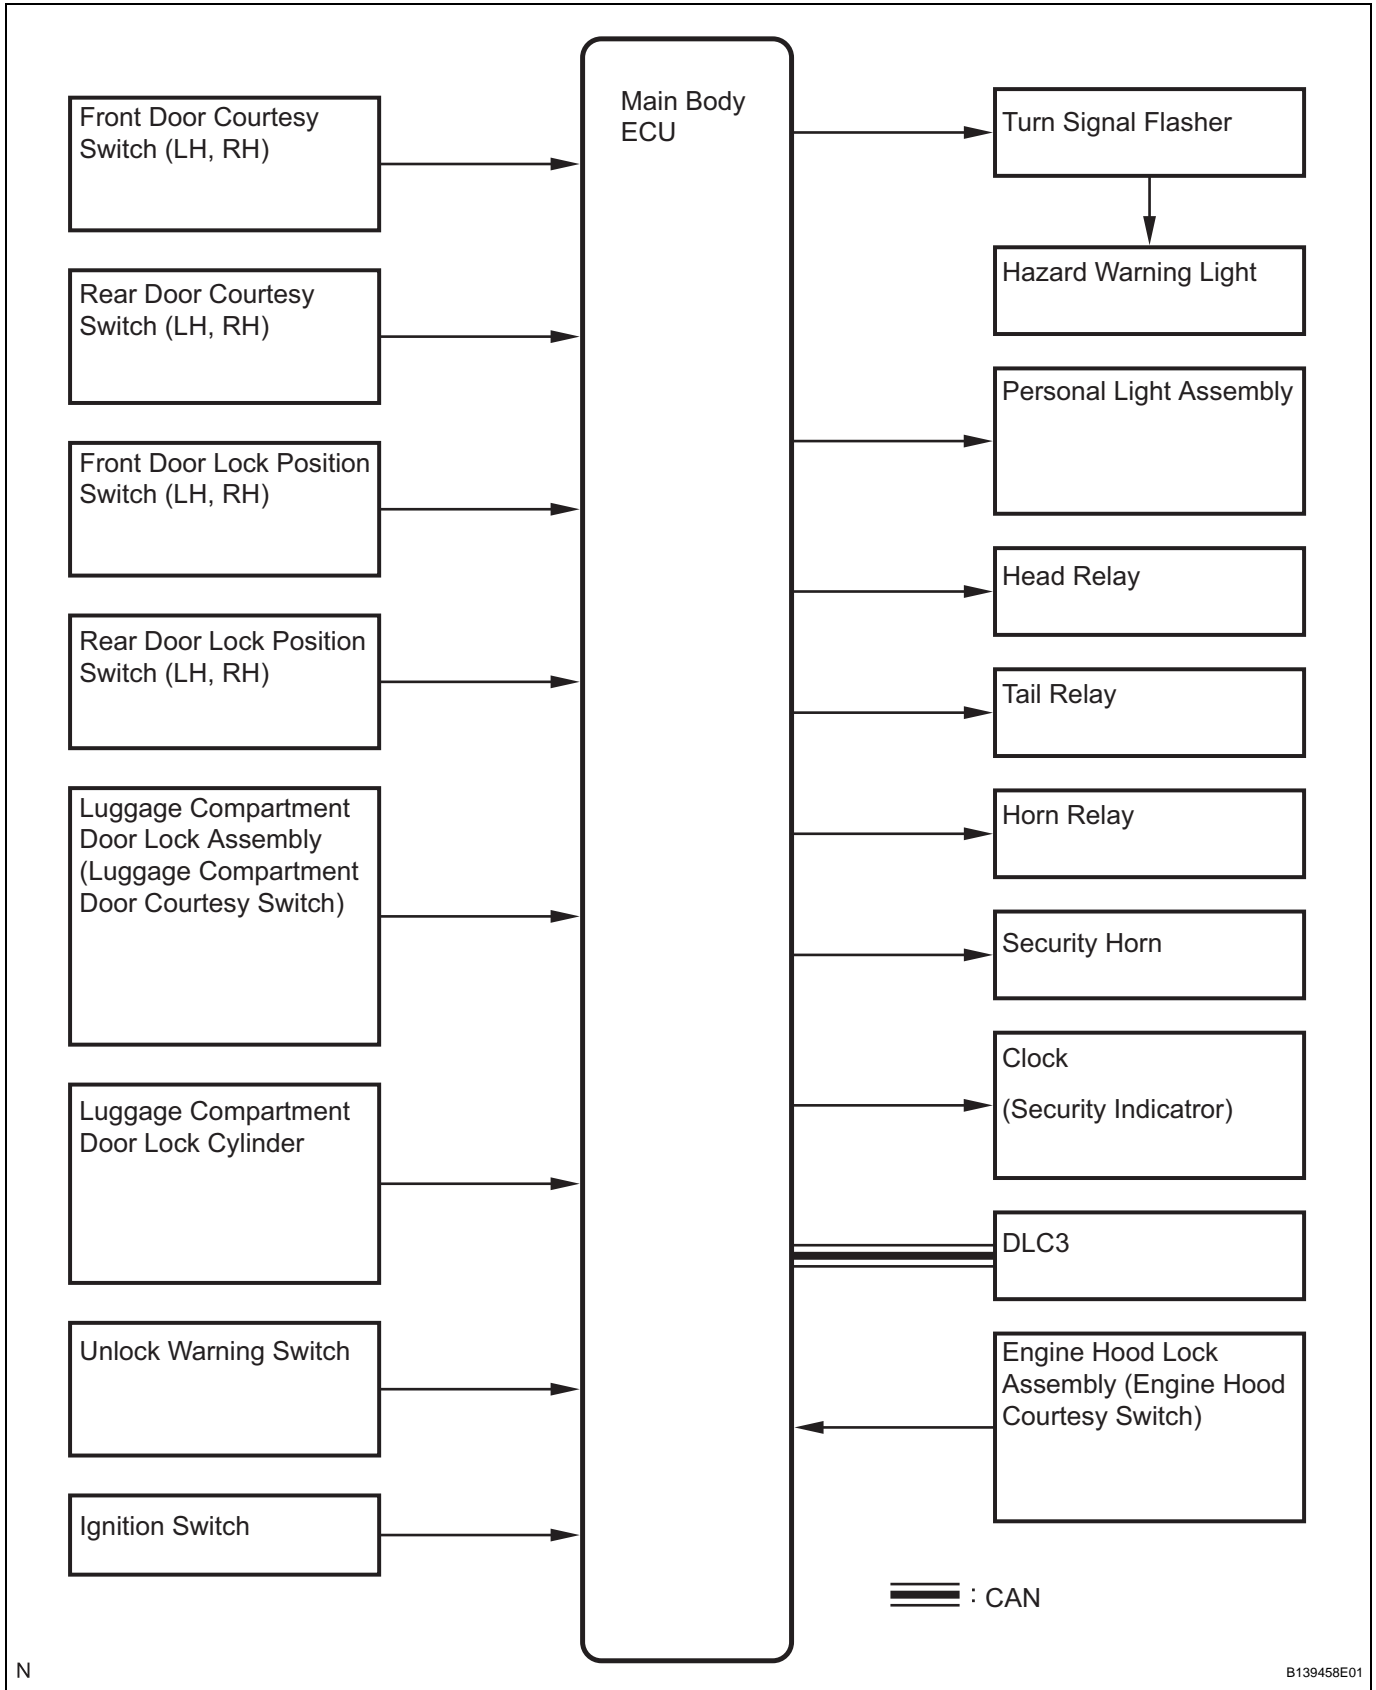 Front Door Courtesy
Switch (LH, RH)
Rear Door Courtesy
Switch (LH, RH)
Front Door Lock Position
Switch (LH, RH)
Rear Door Lock Position
Switch (LH, RH)
Luggage Compartment
Door Lock Assembly
(Luggage Compartment
Door Courtesy Switch)
Luggage Compartment
Door Lock Cylinder
Unlock Warning Switch
Ignition Switch
Main Body
ECU
Turn Signal Flasher
Hazard Warning Light
Personal Light Assembly
Head Relay
Tail Relay
Horn Relay
Security Horn
Clock
(Security Indicatror)
DLC3
Engine Hood Lock
Assembly (Engine Hood
Courtesy Switch)
: CAN
N
B139458E01